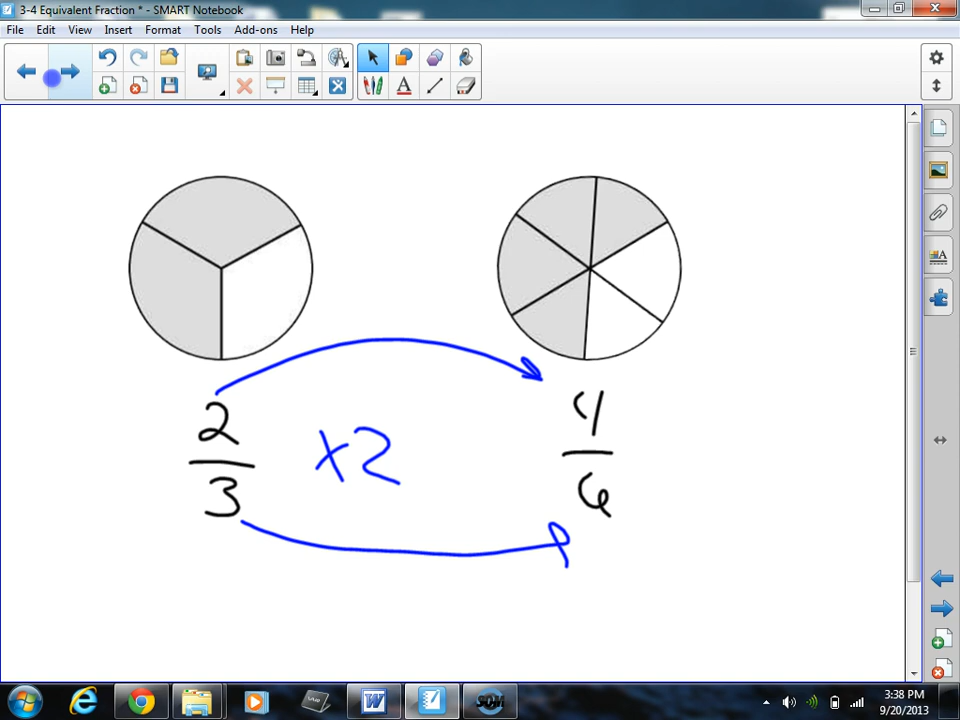 3-4 Equivalent Fraction * - SMART Notebook
File Edit View Insert Format Tools Add-ons Help
2
3
x2
4
6
3:38 PM
9/20/2013